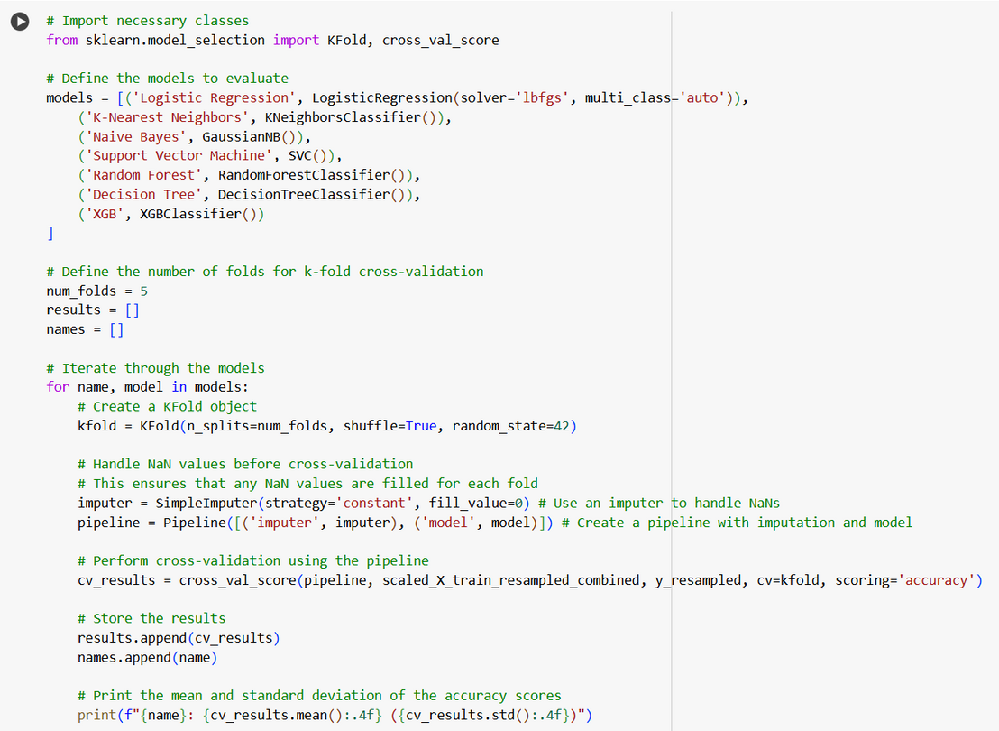 # Import necessary classes
from sklearn.model_selection import KFold, cross_val_score
# Define the models to evaluate
models = [('Logistic Regression', LogisticRegression(solver='lbfgs', multi_class='auto')),
    ('K-Nearest Neighbors', KNeighborsClassifier()),
    ('Naive Bayes', GaussianNB()),
    ('Support Vector Machine', SVC()),
    ('Random Forest', RandomForestClassifier()),
    ('Decision Tree', DecisionTreeClassifier()),
    ('XGB', XGBClassifier())
]
# Define the number of folds for k-fold cross-validation
num_folds = 5
results = []
names = []
# Iterate through the models
for name, model in models:
    # Create a KFold object
    kfold = KFold(n_splits=num_folds, shuffle=True, random_state=42)
    # Handle NaN values before cross-validation
    # This ensures that any NaN values are filled for each fold
    imputer = SimpleImputer(strategy='constant', fill_value=0) # Use an imputer to handle NaNs
    pipeline = Pipeline([('imputer', imputer), ('model', model)]) # Create a pipeline with imputation and model
    # Perform cross-validation using the pipeline
    cv_results = cross_val_score(pipeline, scaled_X_train_resampled_combined, y_resampled, cv=kfold, scoring='accuracy')
    # Store the results
    results.append(cv_results)
    names.append(name)
    # Print the mean and standard deviation of the accuracy scores
    print(f"{name}: {cv_results.mean():.4f} ({cv_results.std():.4f})")